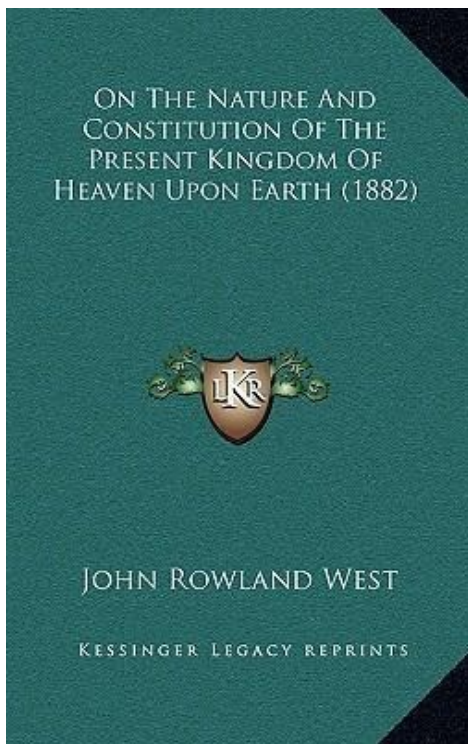 On The Nature And
Constitution Of The
Present Kingdom Of
Heaven Upon Earth (1882)
LKR
John Rowland West
Kessinger Legacy reprints